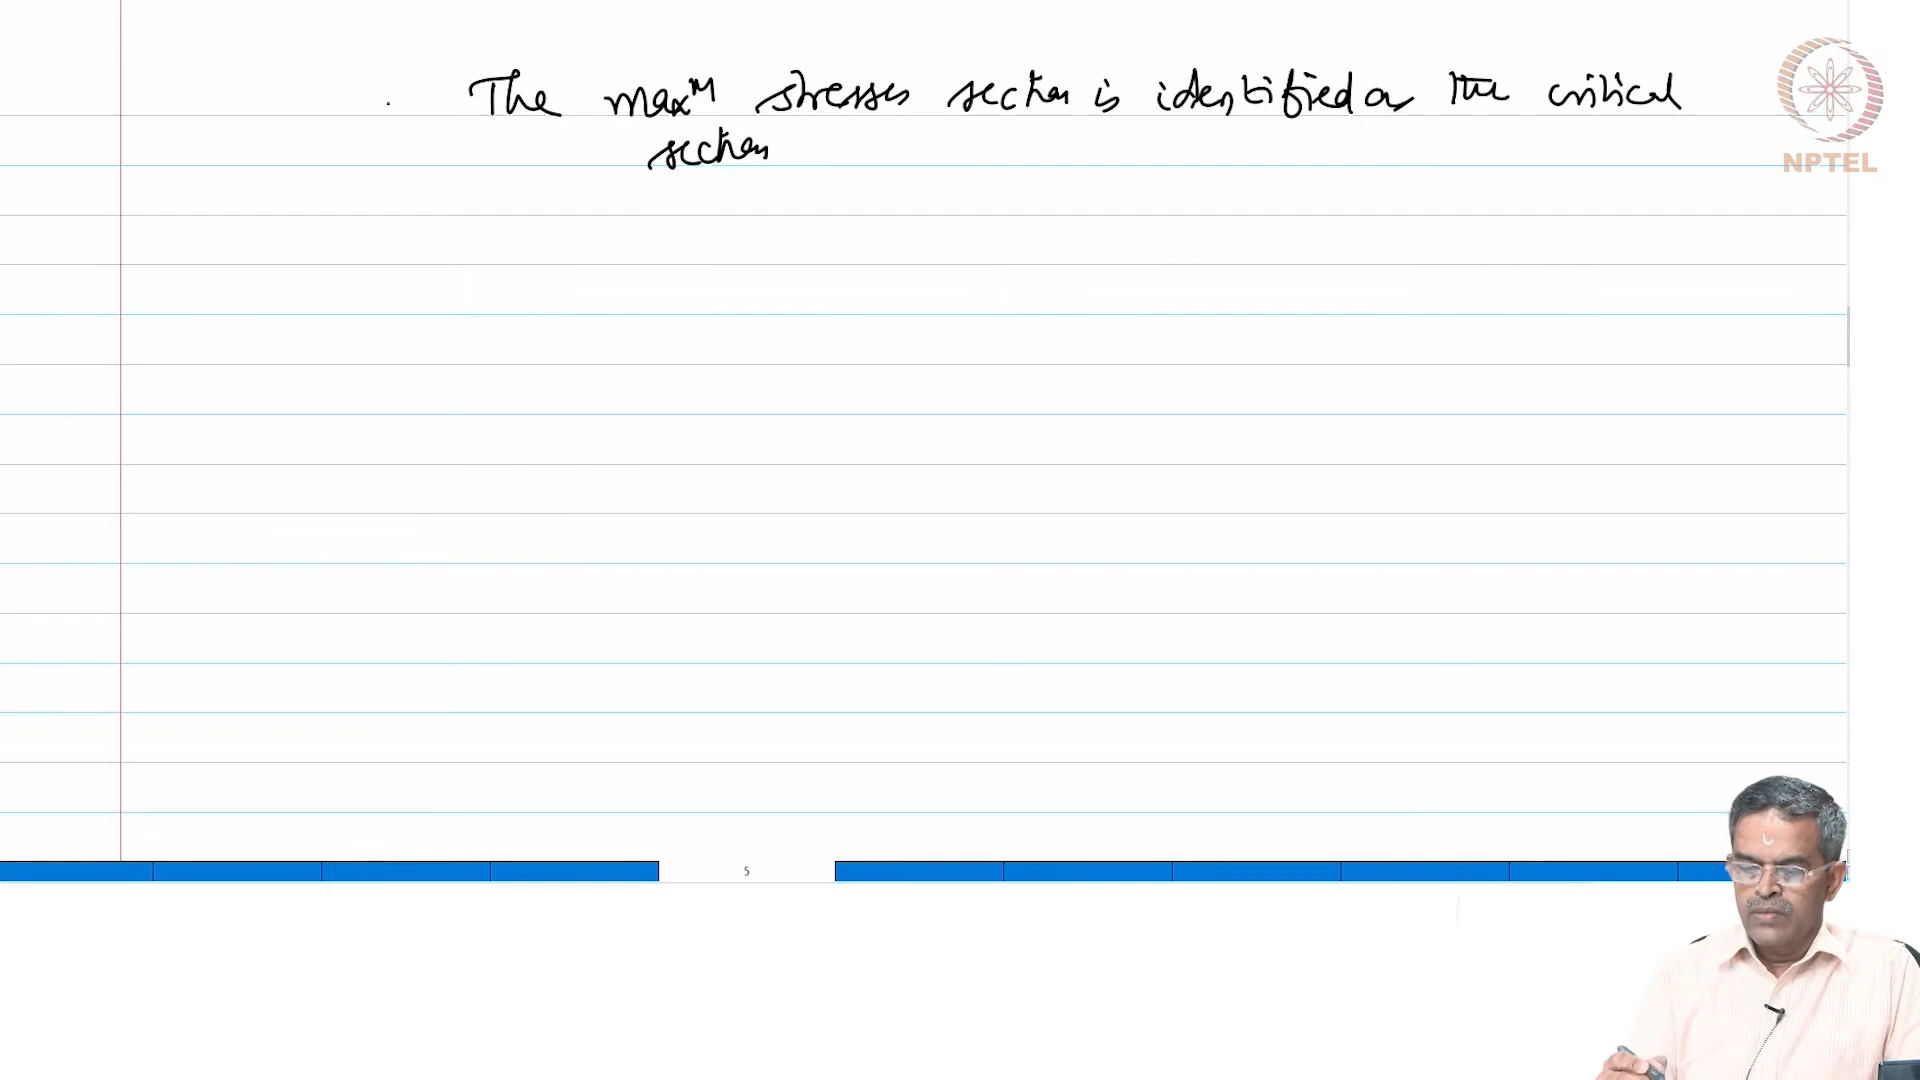 The maxᵐ stresses section is identified as the critical
section
NPTEL
5